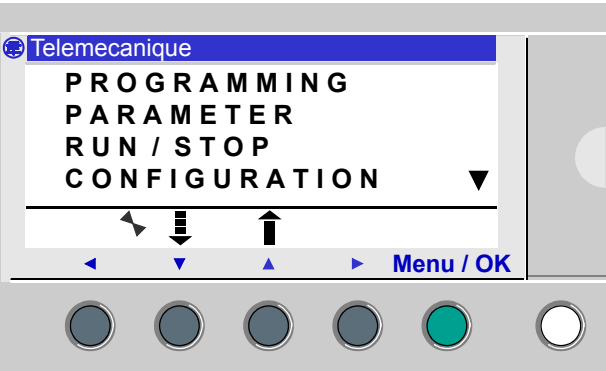 Telemecanique
PROGRAMMING
PARAMETER
RUN / STOP
CONFIGURATION
Menu / OK